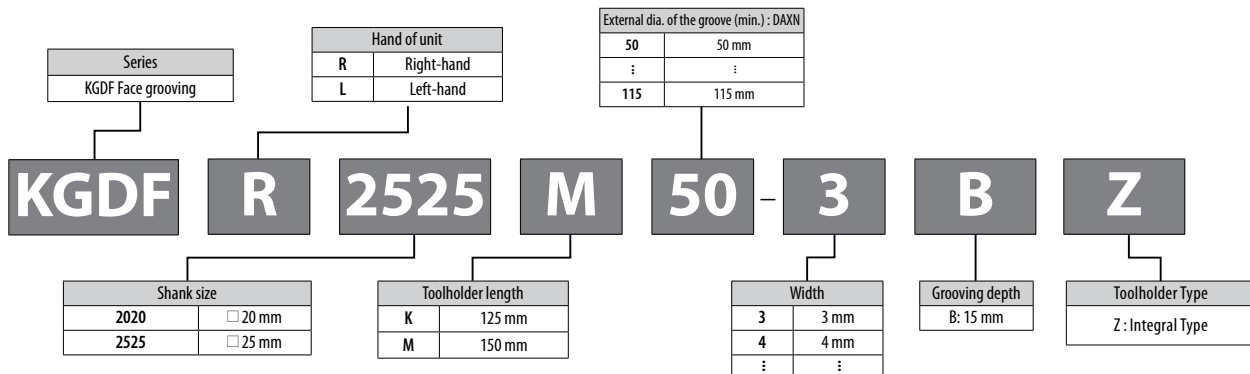 External dia. of the groove (min.) : DAXN
50 50 mm
⋮ ⋮
115 115 mm
Hand of unit
R Right-hand
L Left-hand
Series
KGDF Face grooving
KGDF R 2525 M 50 – 3 B Z
Shank size
2020 □ 20 mm
2525 □ 25 mm
Toolholder length
K 125 mm
M 150 mm
Width
3 3 mm
4 4 mm
⋮ ⋮
Grooving depth
B: 15 mm
Toolholder Type
Z : Integral Type